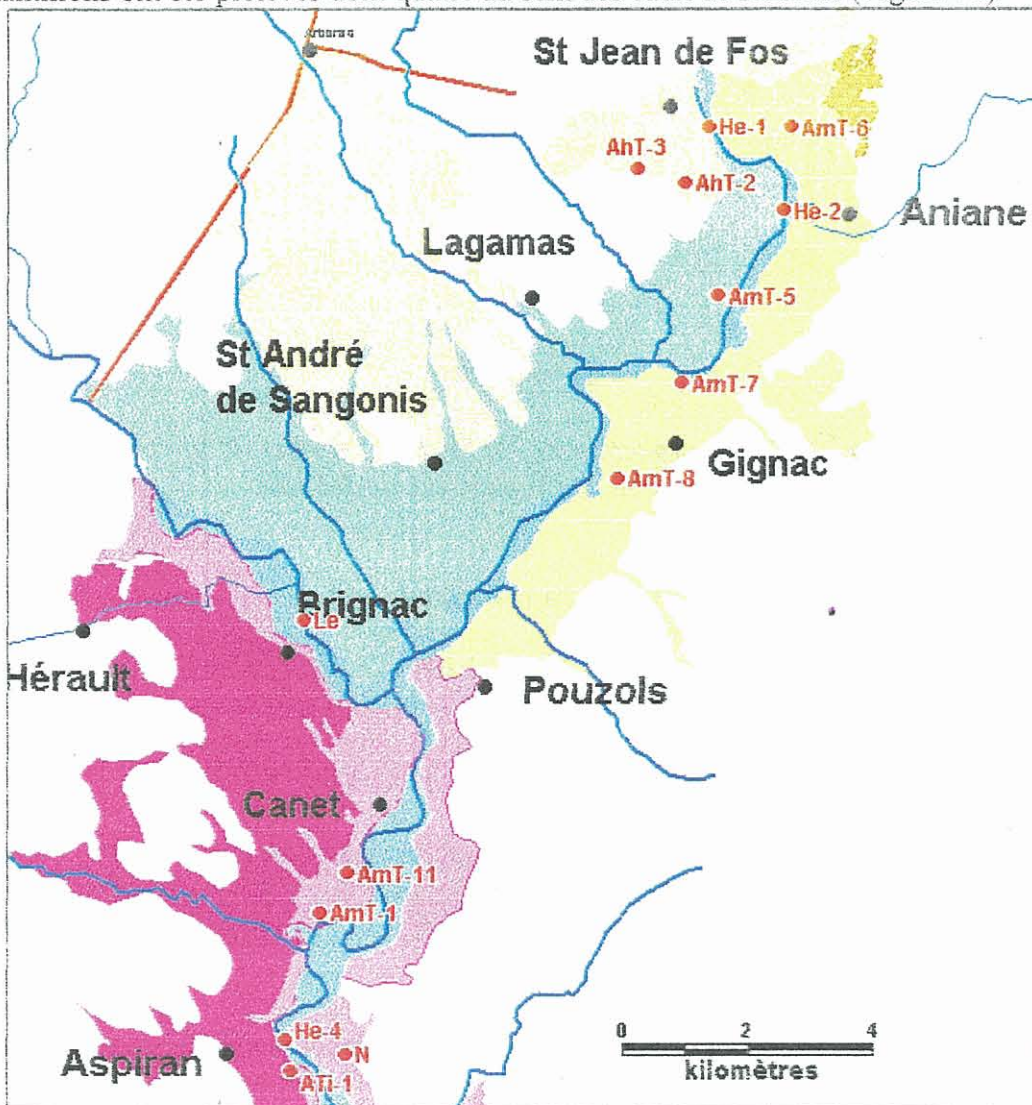 St Jean de Fos
He-1
AmT-6
AhT-3
AhT-2
He-2
Aniane
Lagamas
AmT-5
St André
de Sangonis
AmT-7
Gignac
AmT-8
Brignac
Le
Hérault
Pouzols
Canet
AmT-11
AmT-1
He-4
N
Aspiran
ATi-1
0 2 4
kilomètres